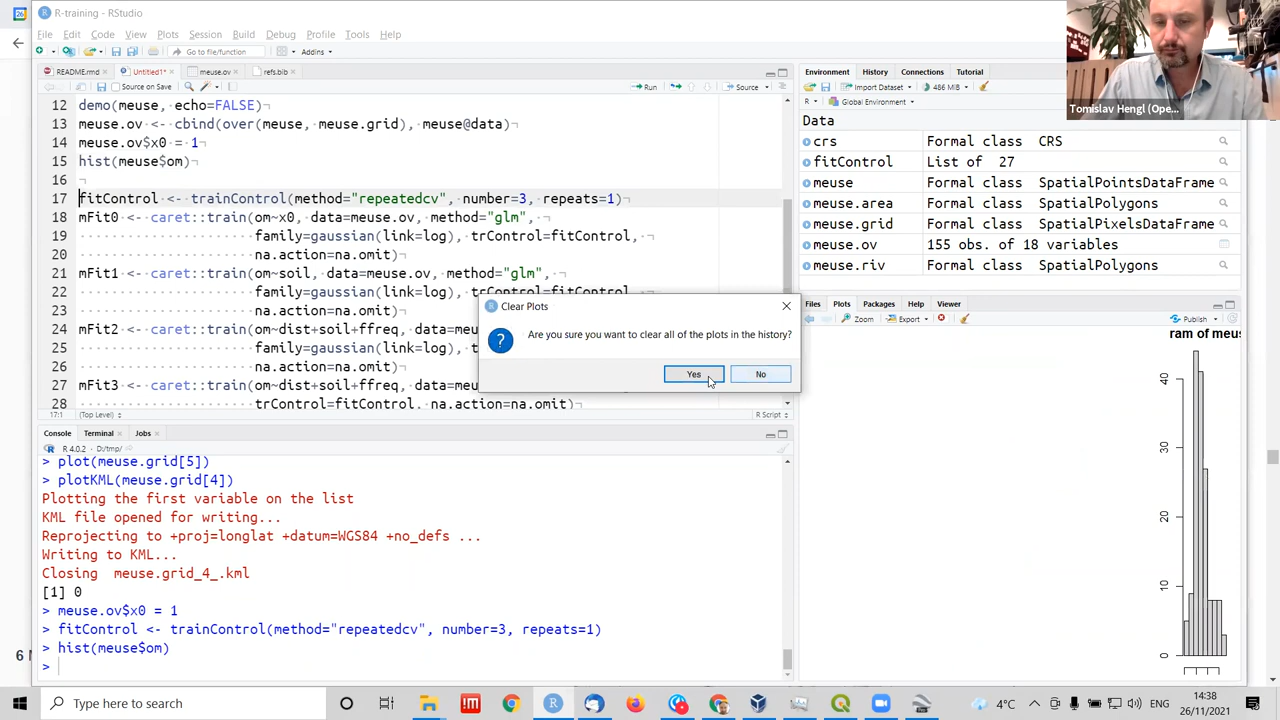 26
R-training - RStudio
File Edit Code View Plots Session Build Debug Profile Tools Help
Go to file/function Addins
README.rmd Untitled1* meuse.ov refs.bib
Source on Save Run Source
12 demo(meuse, echo=FALSE)
13 meuse.ov <- cbind(over(meuse, meuse.grid), meuse@data)
14 meuse.ov$x0 = 1
15 hist(meuse$om)
16
17 fitControl <- trainControl(method="repeatedcv", number=3, repeats=1)
18 mFit0 <- caret::train(om~x0, data=meuse.ov, method="glm",
19 family=gaussian(link=log), trControl=fitControl,
20 na.action=na.omit)
21 mFit1 <- caret::train(om~soil, data=meuse.ov, method="glm",
22 family=gaussian(link=log), trControl=fitControl,
23 na.action=na.omit)
24 mFit2 <- caret::train(om~dist+soil+ffreq, data=meus
25 family=gaussian(link=log), t
26 na.action=na.omit)
27 mFit3 <- caret::train(om~dist+soil+ffreq, data=meus
28 trControl=fitControl, na.action=na.omit)
17:1 (Top Level) R Script
Clear Plots
Are you sure you want to clear all of the plots in the history?
Yes No
Console Terminal Jobs
R 4.0.2 · D:/tmp/
> plot(meuse.grid[5])
> plotKML(meuse.grid[4])
Plotting the first variable on the list
KML file opened for writing...
Reprojecting to +proj=longlat +datum=WGS84 +no_defs ...
Writing to KML...
Closing meuse.grid_4_.kml
[1] 0
> meuse.ov$x0 = 1
> fitControl <- trainControl(method="repeatedcv", number=3, repeats=1)
> hist(meuse$om)
>
Tomislav Hengl (Ope...
Environment History Connections Tutorial
Import Dataset 486 MiB
R Global Environment
Data
crs Formal class CRS
fitControl List of 27
meuse Formal class SpatialPointsDataFrame
meuse.area Formal class SpatialPolygons
meuse.grid Formal class SpatialPixelsDataFrame
meuse.ov 155 obs. of 18 variables
meuse.riv Formal class SpatialPolygons
Files Plots Packages Help Viewer
Zoom Export Publish
ram of meus
40
30
20
10
0
6
Type here to search
4°C ENG 14:38
26/11/2021